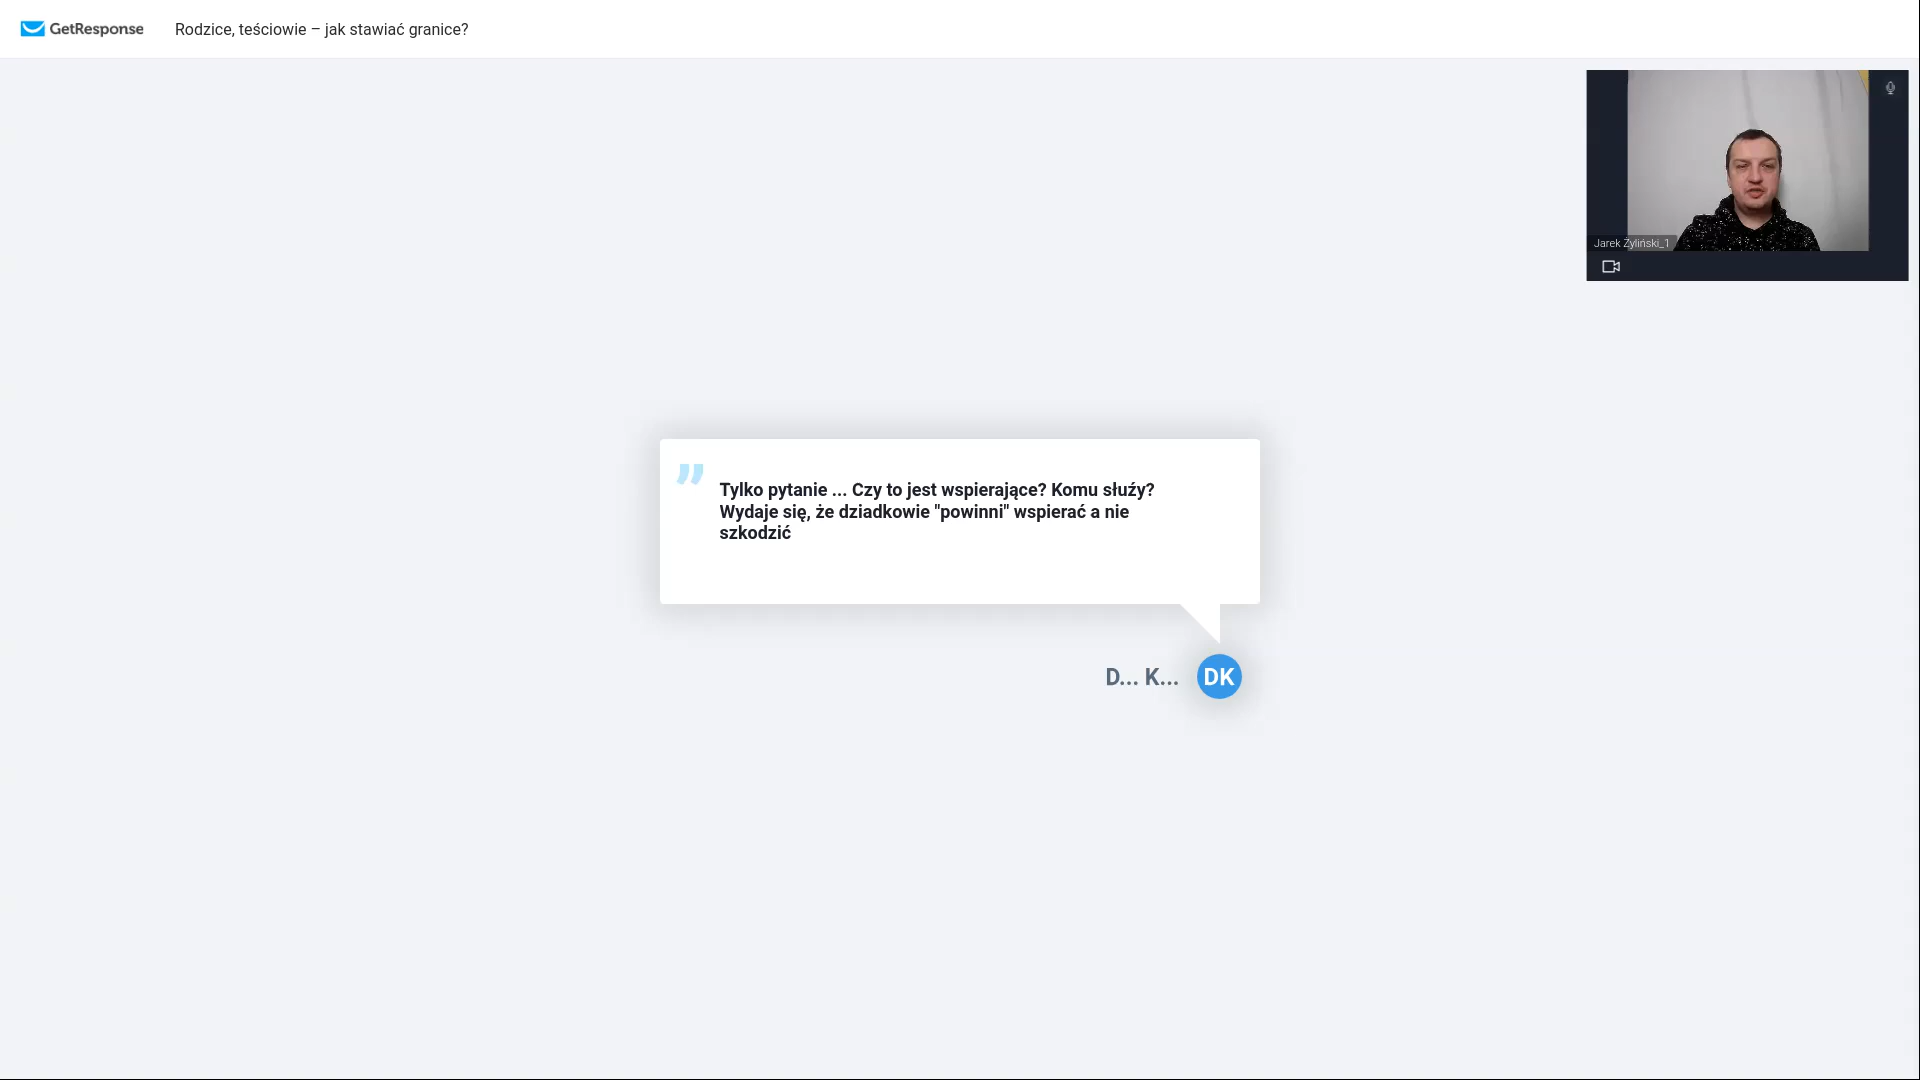 GetResponse
Rodzice, teściowie – jak stawiać granice?
Jarek Żyliński_1
Tylko pytanie ... Czy to jest wspierające? Komu służy?
Wydaje się, że dziadkowie "powinni" wspierać a nie
szkodzić
D... K...
DK